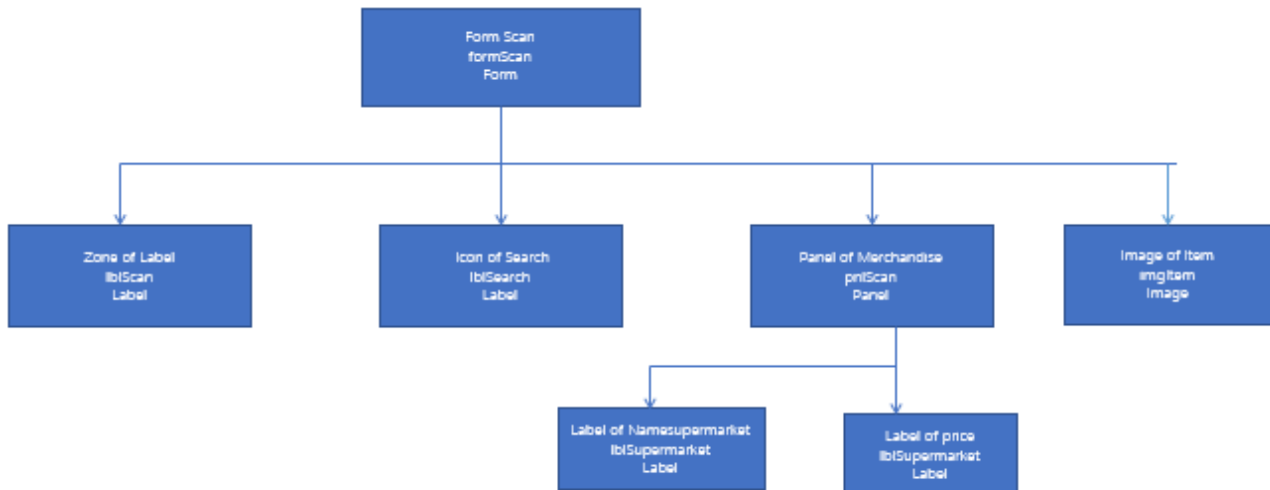 Form Scan
formScan
Form
Zone of Label
lblScan
Label
Icon of Search
lblSearch
Label
Panel of Merchandise
pnlScan
Panel
Image of Item
imgItem
Image
Label of Namesupermarket
lblSupermarket
Label
Label of price
lblSupermarket
Label